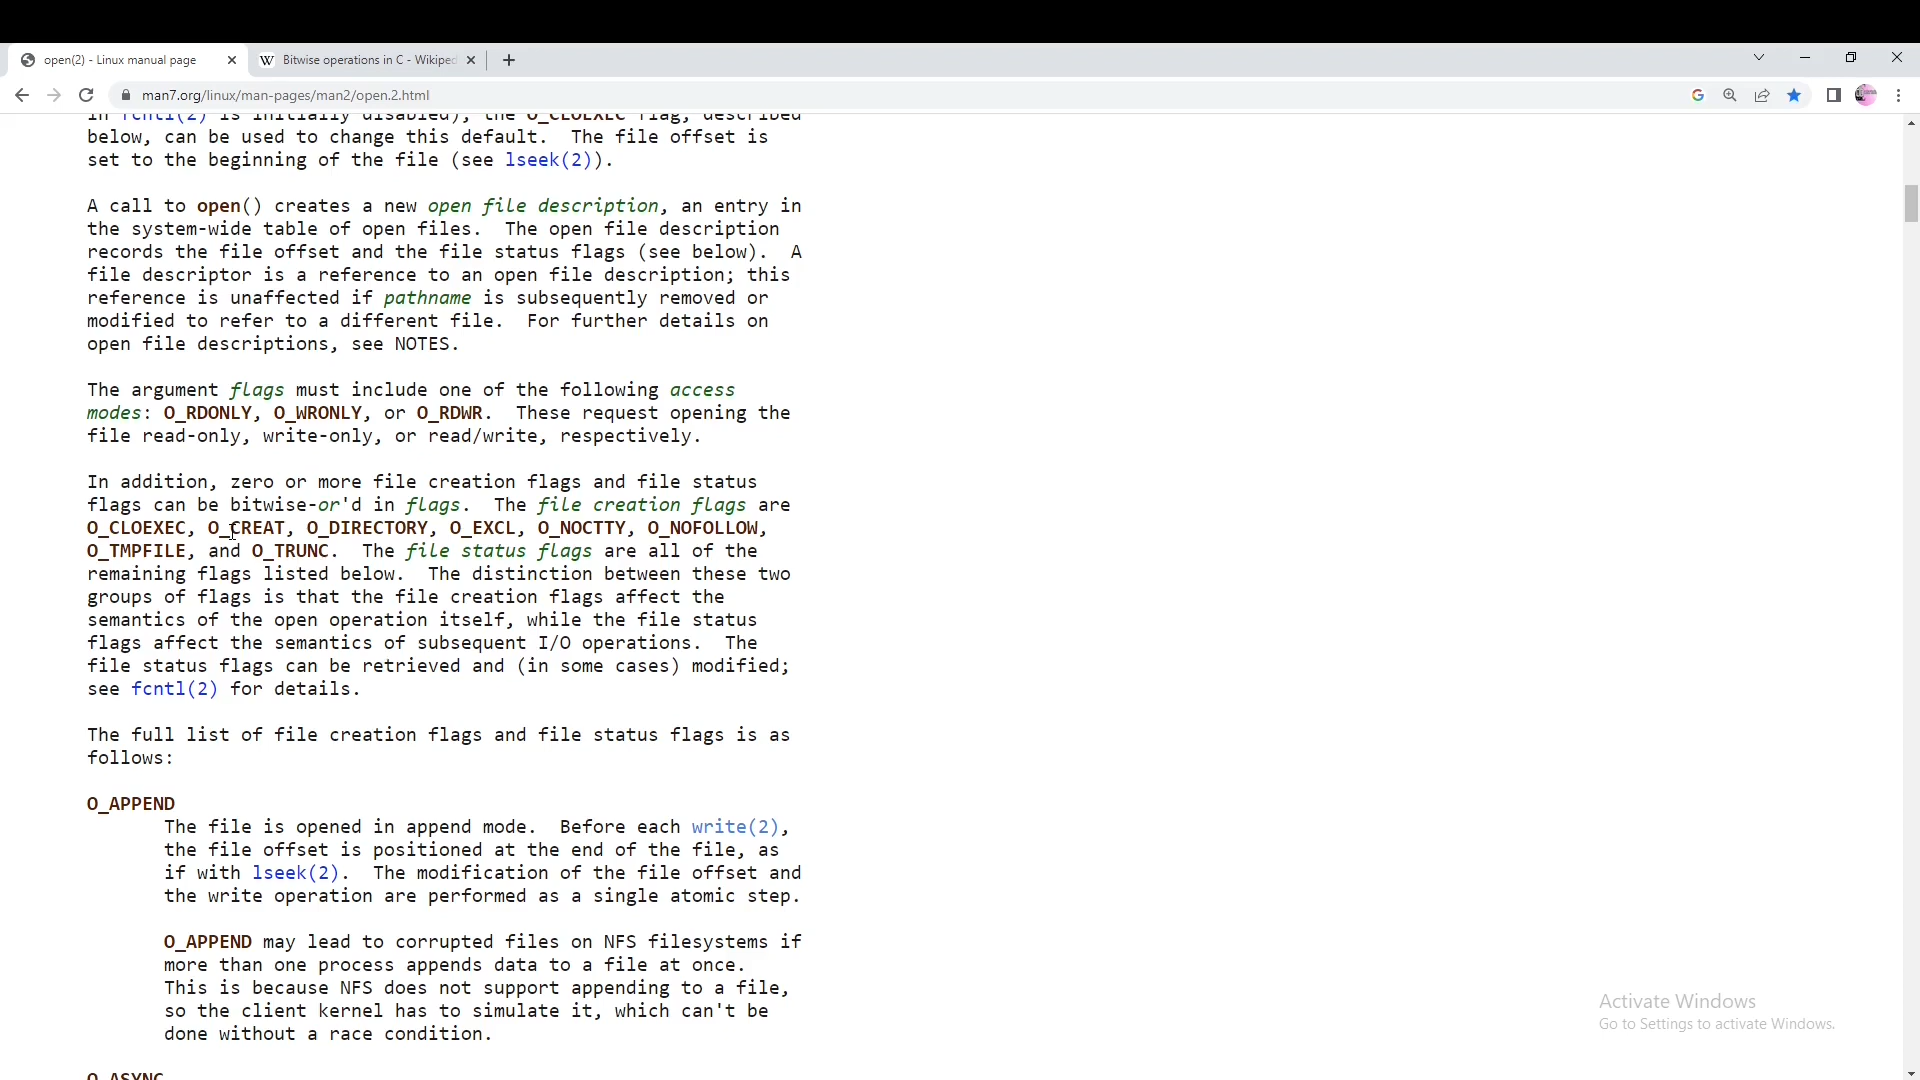 open(2) - Linux manual page
Bitwise operations in C - Wikiped
man7.org/linux/man-pages/man2/open.2.html
in fcntl(2) is initially disabled); the O_CLOEXEC flag, described
below, can be used to change this default.  The file offset is
set to the beginning of the file (see lseek(2)).
A call to open() creates a new open file description, an entry in
the system-wide table of open files.  The open file description
records the file offset and the file status flags (see below).  A
file descriptor is a reference to an open file description; this
reference is unaffected if pathname is subsequently removed or
modified to refer to a different file.  For further details on
open file descriptions, see NOTES.
The argument flags must include one of the following access
modes: O_RDONLY, O_WRONLY, or O_RDWR.  These request opening the
file read-only, write-only, or read/write, respectively.
In addition, zero or more file creation flags and file status
flags can be bitwise-or'd in flags.  The file creation flags are
O_CLOEXEC, O_CREAT, O_DIRECTORY, O_EXCL, O_NOCTTY, O_NOFOLLOW,
O_TMPFILE, and O_TRUNC.  The file status flags are all of the
remaining flags listed below.  The distinction between these two
groups of flags is that the file creation flags affect the
semantics of the open operation itself, while the file status
flags affect the semantics of subsequent I/O operations.  The
file status flags can be retrieved and (in some cases) modified;
see fcntl(2) for details.
The full list of file creation flags and file status flags is as
follows:
O_APPEND
The file is opened in append mode.  Before each write(2),
the file offset is positioned at the end of the file, as
if with lseek(2).  The modification of the file offset and
the write operation are performed as a single atomic step.
O_APPEND may lead to corrupted files on NFS filesystems if
more than one process appends data to a file at once.
This is because NFS does not support appending to a file,
so the client kernel has to simulate it, which can't be
done without a race condition.
O_ASYNC
Activate Windows
Go to Settings to activate Windows.